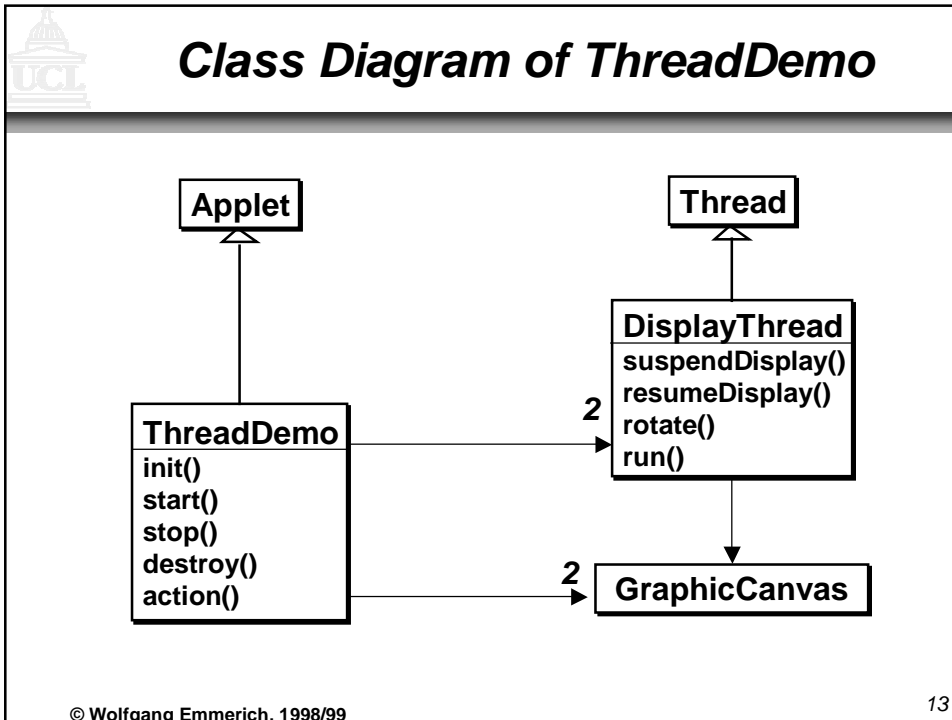 UCL
Class Diagram of ThreadDemo
Applet
Thread
DisplayThread
suspendDisplay()
resumeDisplay()
rotate()
run()
2
ThreadDemo
init()
start()
stop()
destroy()
action()
2
GraphicCanvas
© Wolfgang Emmerich, 1998/99
13